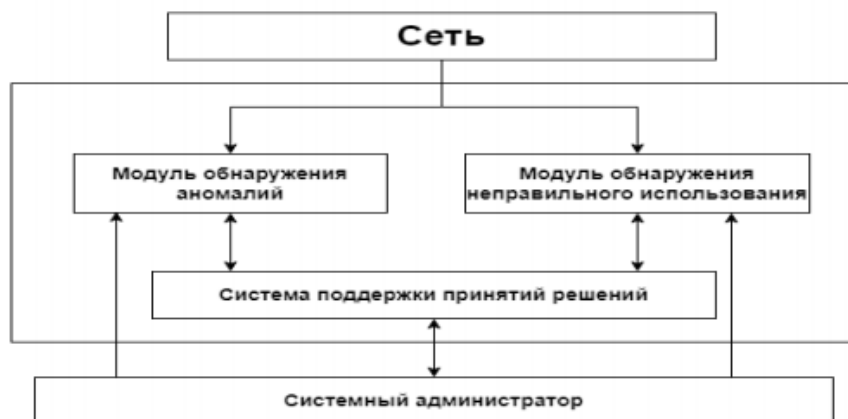 Сеть
Модуль обнаружения
аномалий
Модуль обнаружения
неправильного использования
Система поддержки принятий решений
Системный администратор